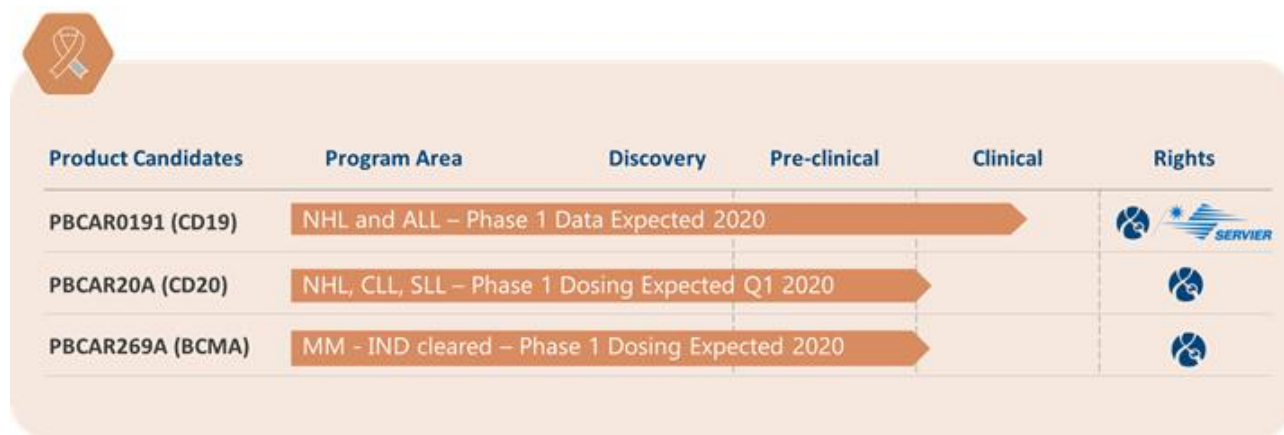 Product Candidates Program Area Discovery Pre-clinical Clinical Rights
PBCAR0191 (CD19) NHL and ALL – Phase 1 Data Expected 2020 SERVIER
PBCAR20A (CD20) NHL, CLL, SLL – Phase 1 Dosing Expected Q1 2020
PBCAR269A (BCMA) MM - IND cleared – Phase 1 Dosing Expected 2020